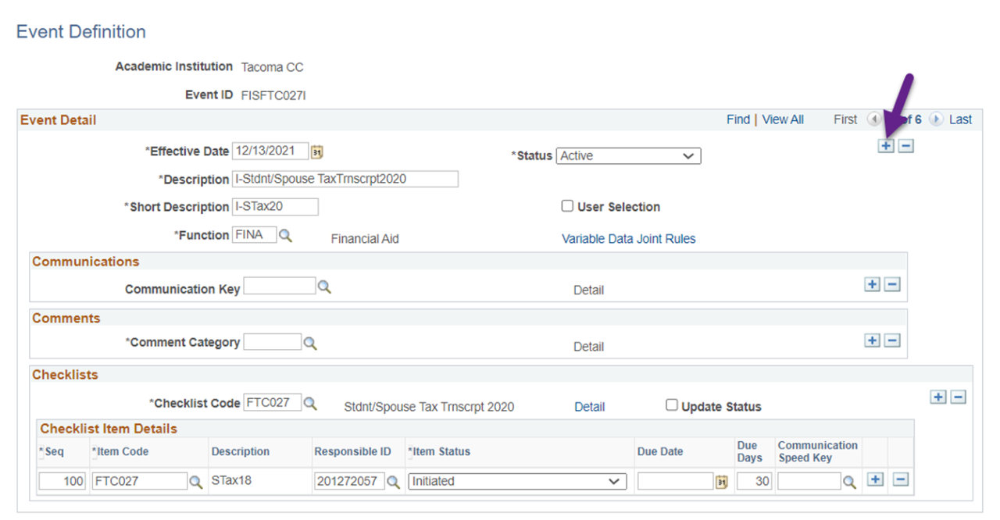 Event Definition
Academic Institution Tacoma CC
Event ID FISFTC027I
Event Detail Find | View All First of 6 Last
*Effective Date 12/13/2021 31 *Status Active
*Description I-Stdnt/Spouse TaxTrnscrpt2020
*Short Description I-STax20 User Selection
*Function FINA Financial Aid Variable Data Joint Rules
Communications
Communication Key Detail
Comments
*Comment Category Detail
Checklists
*Checklist Code FTC027 Stdnt/Spouse Tax Trnscrpt 2020 Detail Update Status
Checklist Item Details
*Seq *Item Code Description Responsible ID *Item Status Due Date Due Days Communication Speed Key
100 FTC027 STax18 201272057 Initiated 31 30